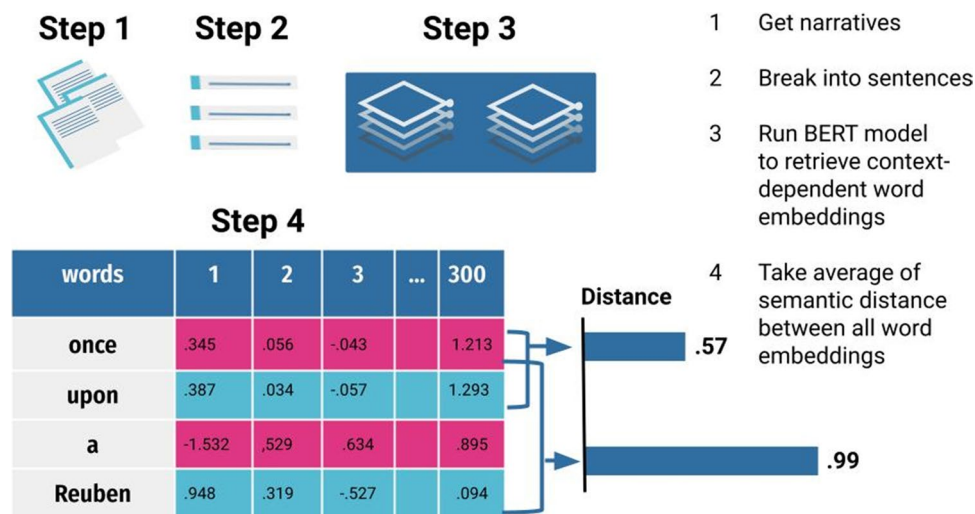 Step 1
Step 2
Step 3
1 Get narratives
2 Break into sentences
3 Run BERT model
to retrieve context-
dependent word
embeddings
4 Take average of
semantic distance
between all word
embeddings
Step 4
words 1 2 3 ... 300
once .345 .056 -.043 1.213
upon .387 .034 -.057 1.293
a -1.532 ,529 .634 .895
Reuben .948 .319 -.527 .094
Distance
.57
.99